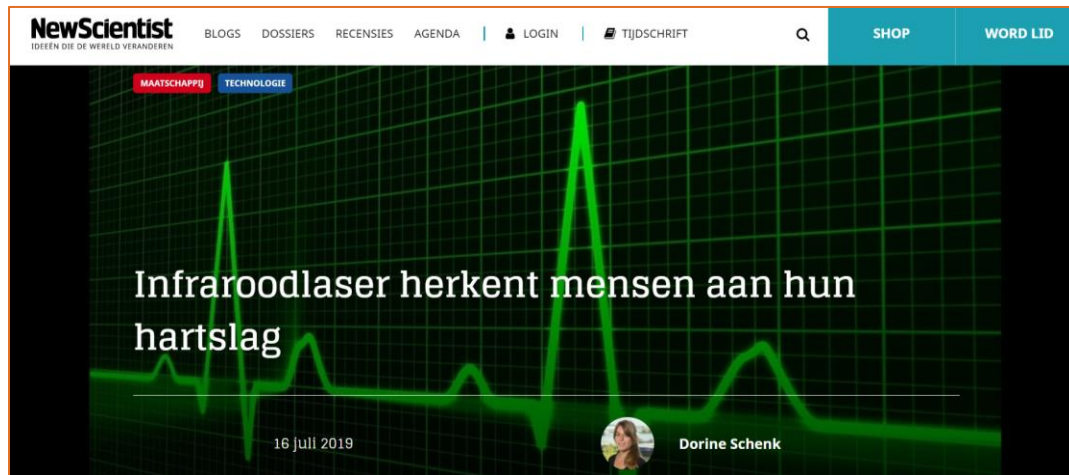 NewScientist
IDEEËN DIE DE WERELD VERANDEREN
BLOGS DOSSIERS RECENSIES AGENDA LOGIN TIJDSCHRIFT SHOP WORD LID
MAATSCHAPPIJ TECHNOLOGIE
Infraroodlaser herkent mensen aan hun
hartslag
16 juli 2019 Dorine Schenk